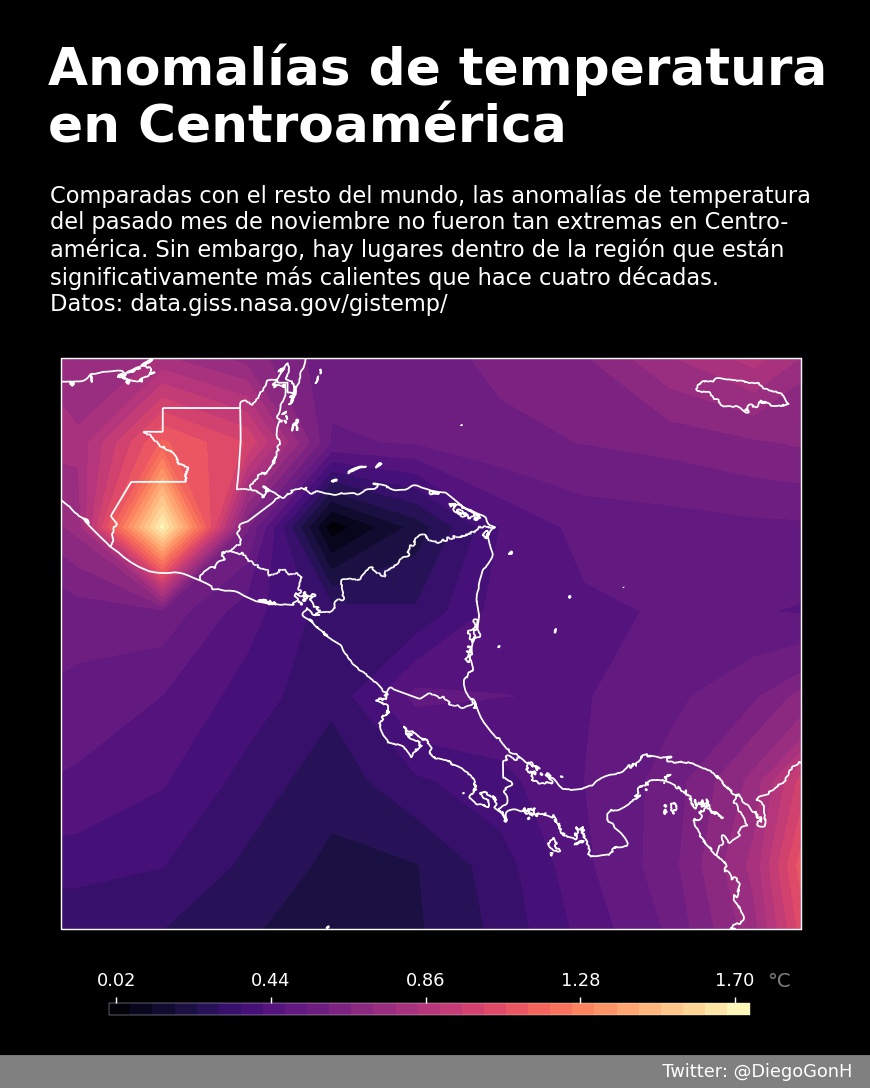 Anomalías de temperatura
en Centroamérica
Comparadas con el resto del mundo, las anomalías de temperatura
del pasado mes de noviembre no fueron tan extremas en Centro-
américa. Sin embargo, hay lugares dentro de la región que están
significativamente más calientes que hace cuatro décadas.
Datos: data.giss.nasa.gov/gistemp/
0.02 0.44 0.86 1.28 1.70 °C
Twitter: @DiegoGonH